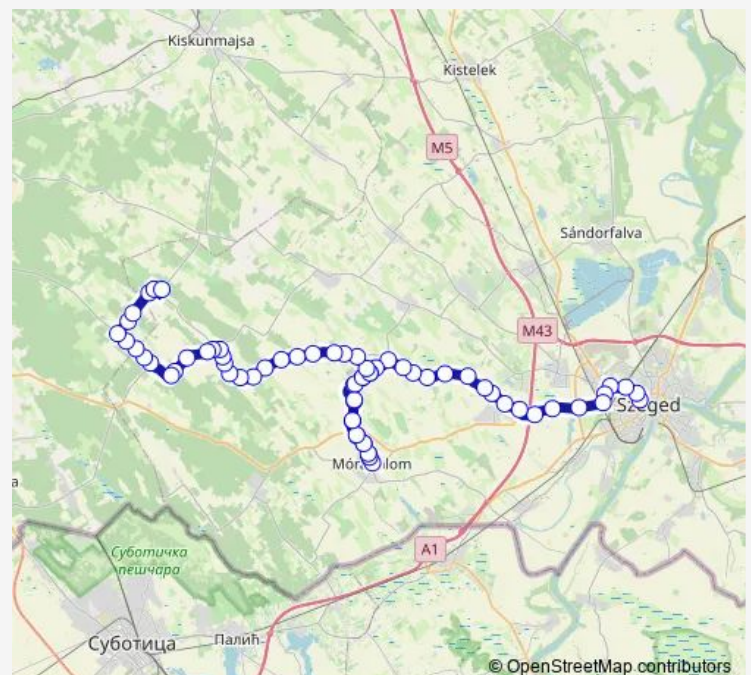 Kiskunmajsa
Kistelek
M5
Sándorfalva
M43
Szeged
Mórahalom
a
A1
Суботичка
пешчара
Суботица
Палић
© OpenStreetMap contributors